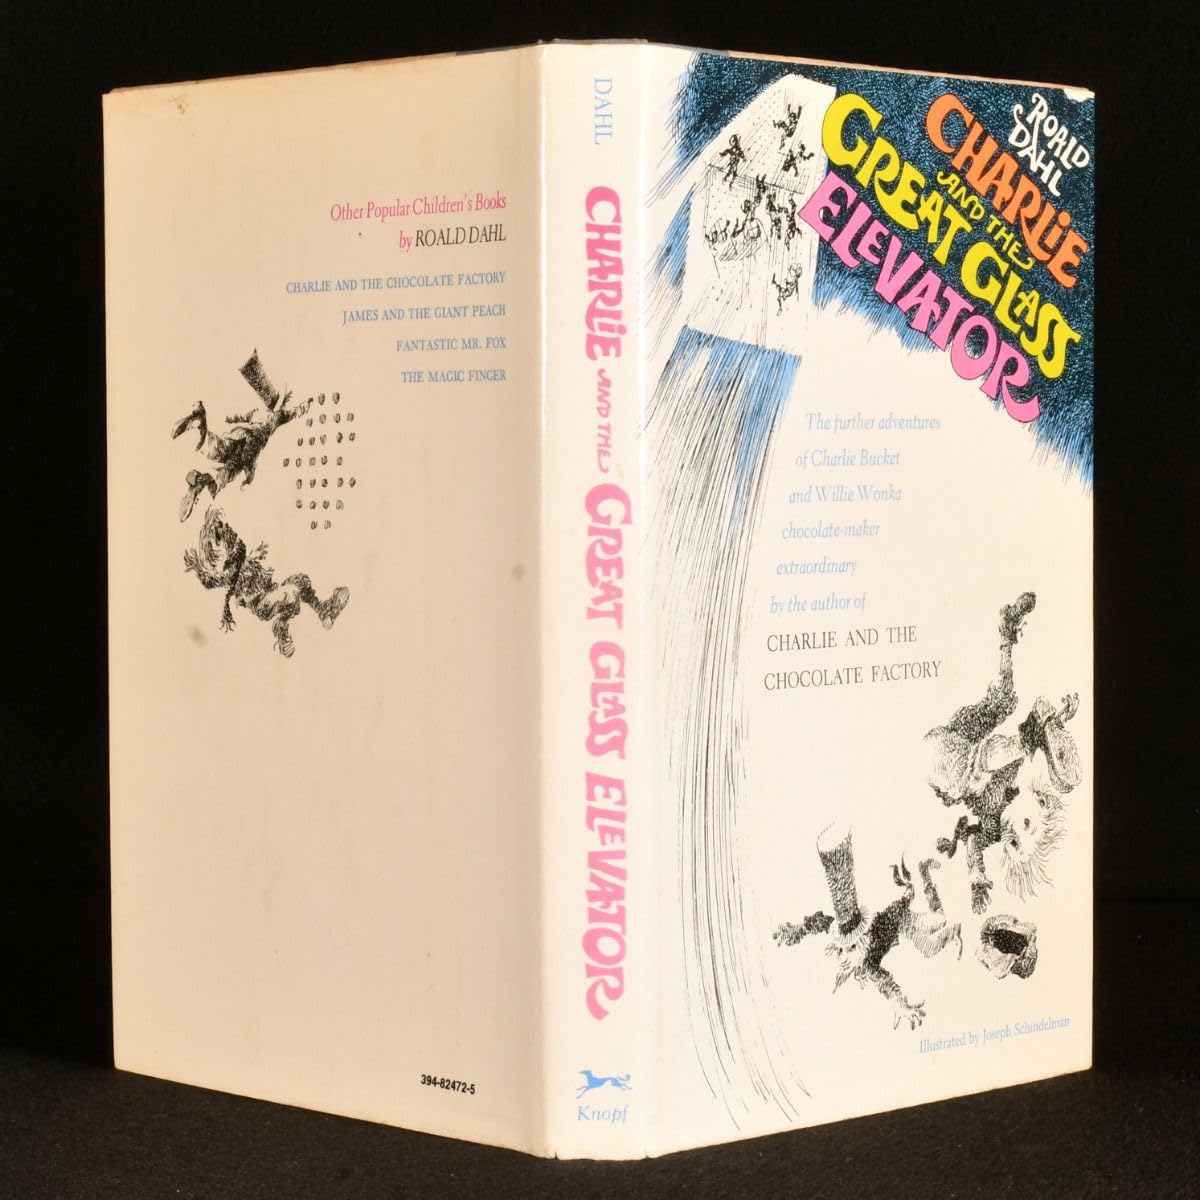 Other Popular Children's Books
by ROALD DAHL
CHARLIE AND THE CHOCOLATE FACTORY
JAMES AND THE GIANT PEACH
FANTASTIC MR. FOX
THE MAGIC FINGER
394-82472-5
DAHL
CHARLIE AND THE GREAT GLASS ELEVATOR
Knopf
ROALD
DAHL
CHARLIE
AND THE
GREAT GLASS
ELEVATOR
The further adventures
of Charlie Bucket
and Willie Wonka
chocolate-maker
extraordinary
by the author of
CHARLIE AND THE
CHOCOLATE FACTORY
Illustrated by Joseph Schindelman